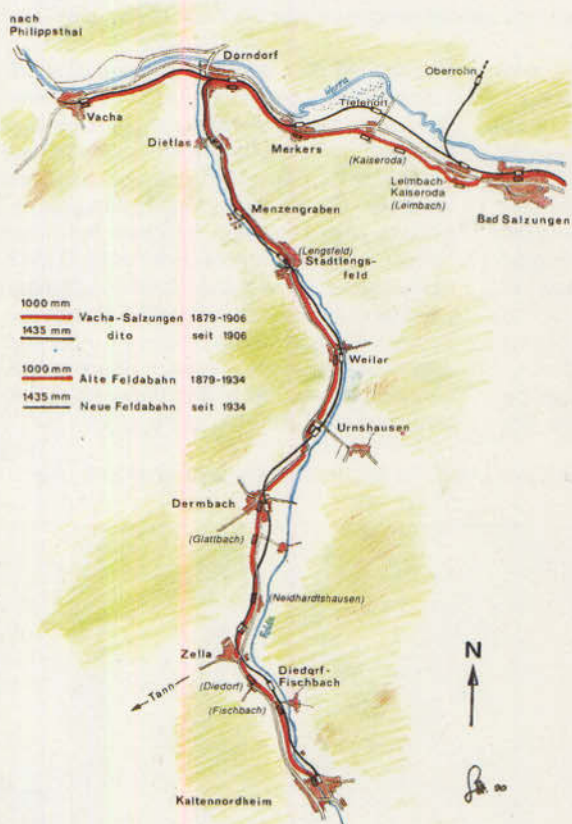 nach
Philippsthal
Dorndorf
Oberrohn
Werra
Tiefenort
Vacha
Dietlas
Merkers
(Kaiseroda)
Leimbach-
Kaiseroda
(Leimbach)
Bad Salzungen
Menzengraben
(Lengsfeld)
Stadtlengs-
feld
1000 mm
Vacha-Salzungen 1879-1906
1435 mm
dito seit 1906
1000 mm
Alte Feldabahn 1879-1934
1435 mm
Neue Feldabahn seit 1934
Weilar
Urnshausen
Dermbach
(Glattbach)
(Neidhardtshausen)
Felda
Zella
Diedorf-
Fischbach
(Diedorf)
Tann
(Fischbach)
N
Kaltennordheim